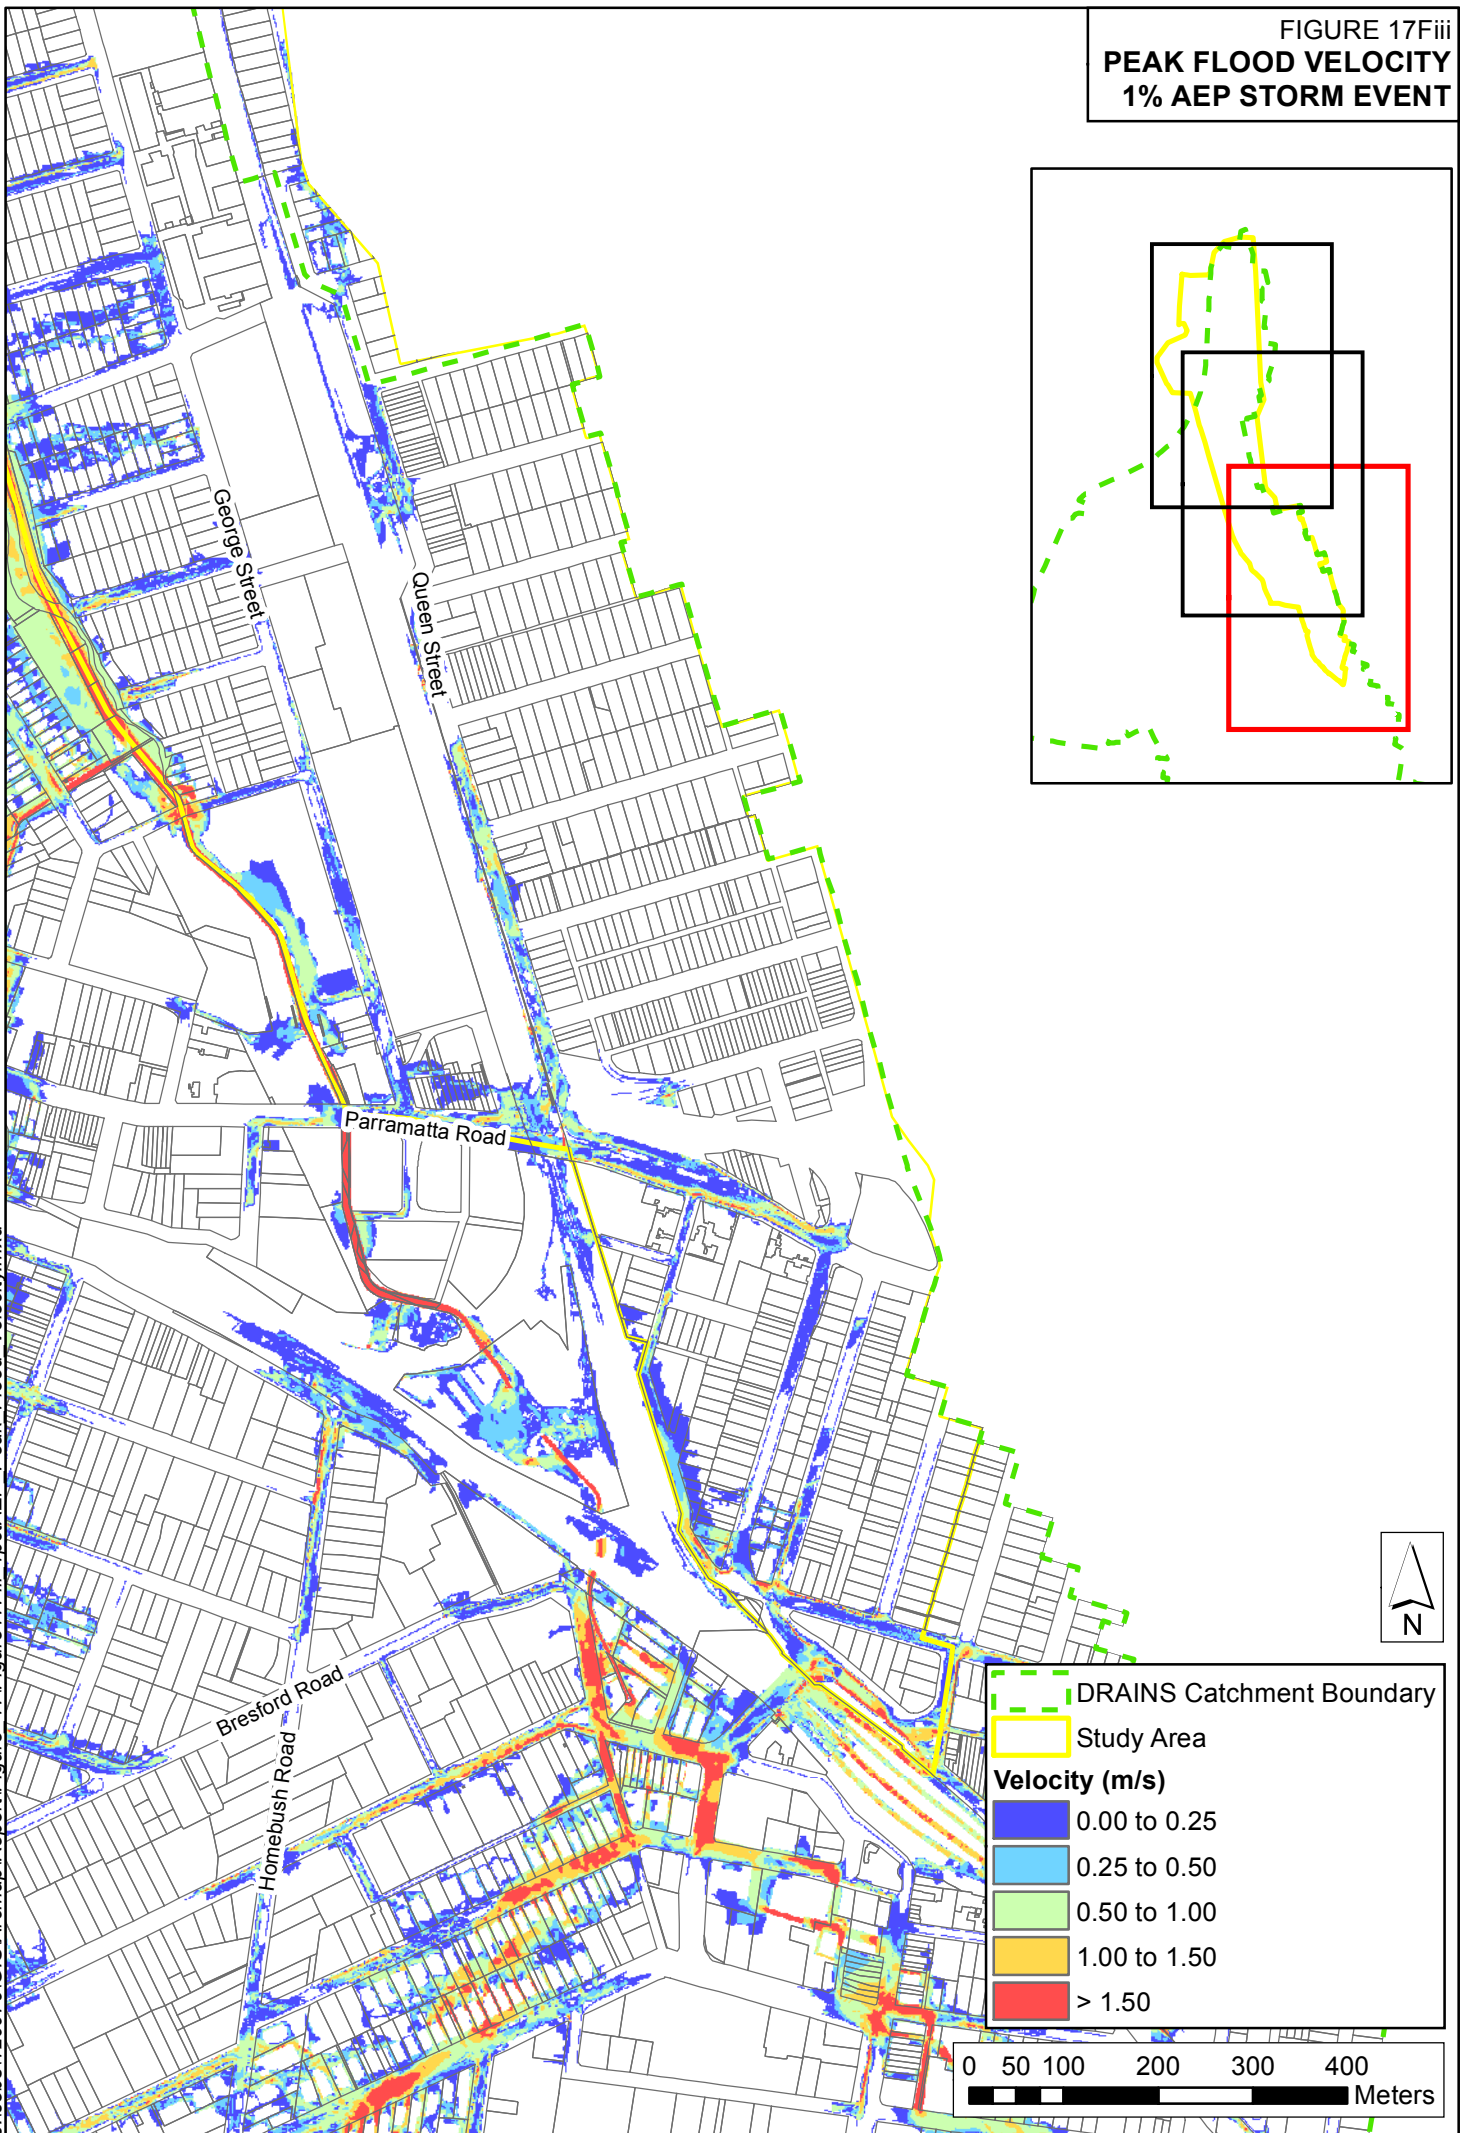 FIGURE 17Fiii
PEAK FLOOD VELOCITY
1% AEP STORM EVENT
George Street
Queen Street
Parramatta Road
Bresford Road
Homebush Road
N
DRAINS Catchment Boundary
Study Area
Velocity (m/s)
0.00 to 0.25
0.25 to 0.50
0.50 to 1.00
1.00 to 1.50
> 1.50
0 50 100 200 300 400
Meters